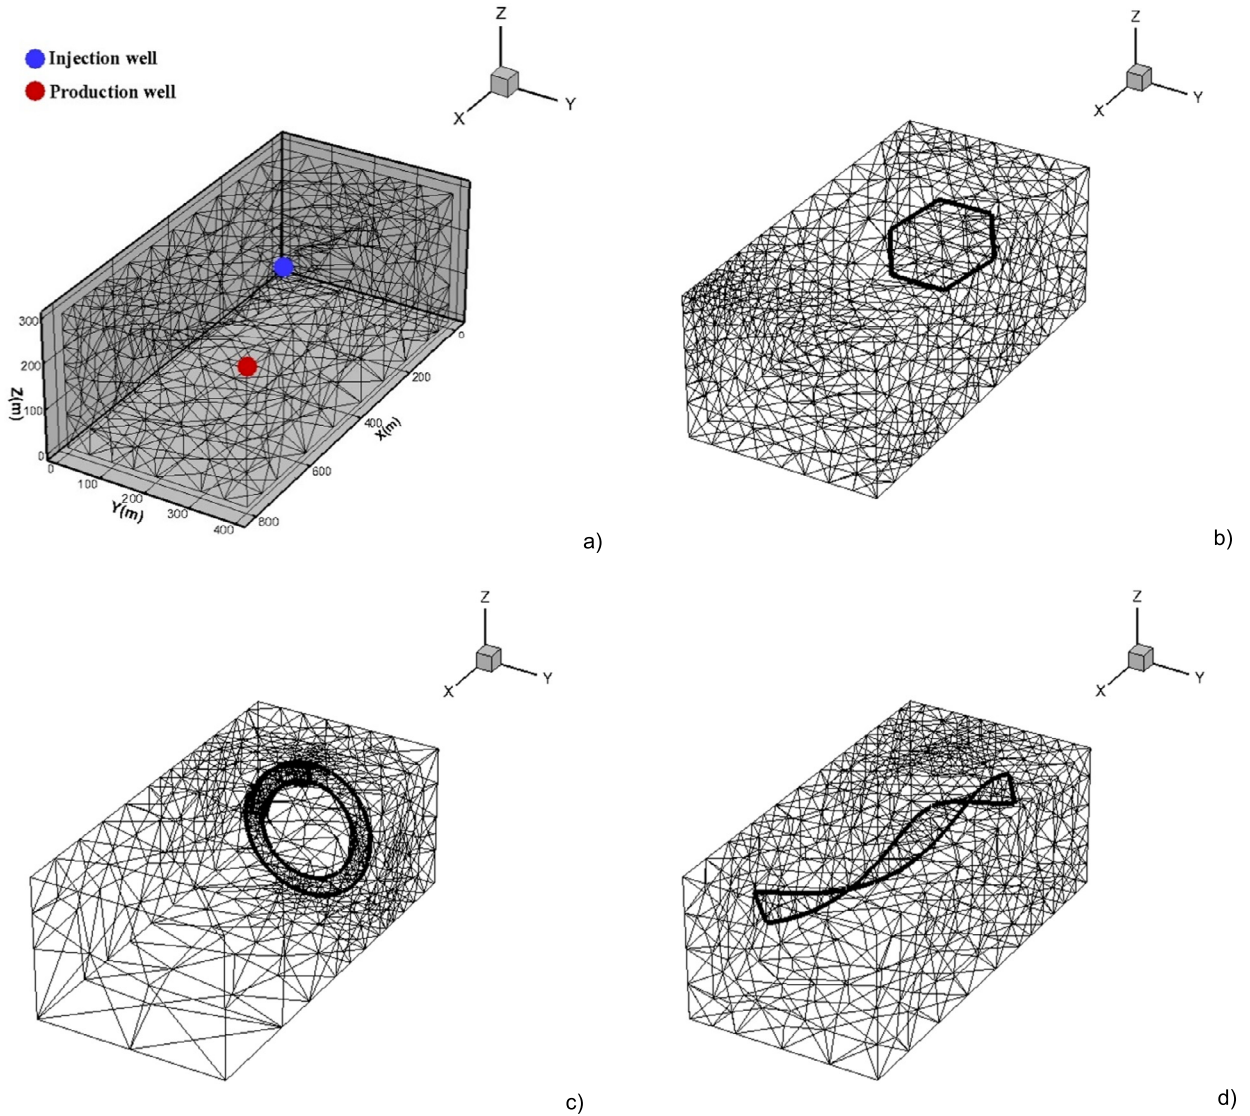 Z
Injection well
Production well
X
Y
300
200
100
0
Z(m)
0
100
200
300
400
Y(m)
0
200
400
600
800
X(m)
a)
Z
X
Y
b)
Z
X
Y
c)
Z
X
Y
d)